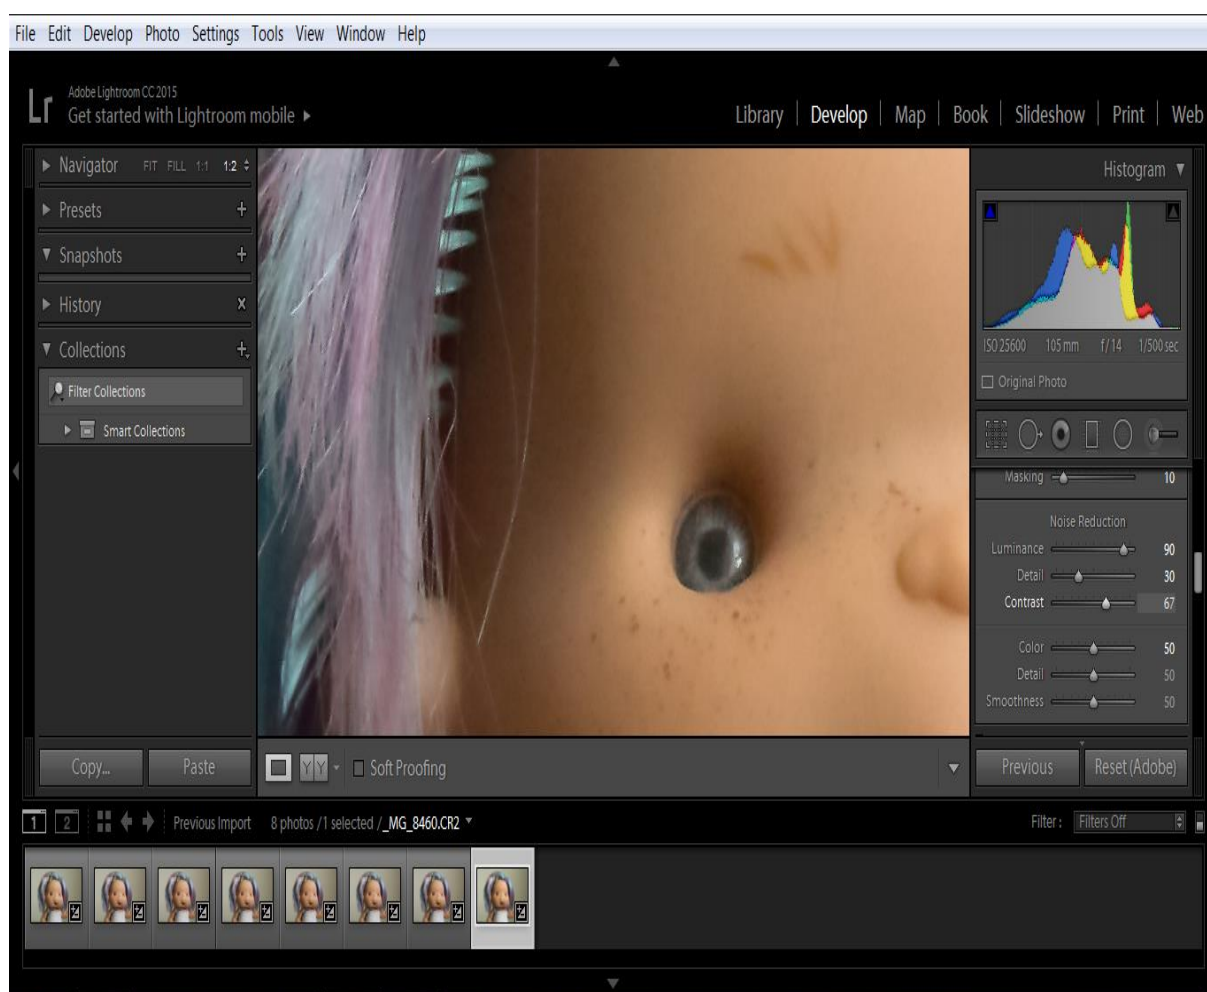 File Edit Develop Photo Settings Tools View Window Help
Lr
Adobe Lightroom CC 2015
Get started with Lightroom mobile
Library | Develop | Map | Book | Slideshow | Print | Web
Navigator FIT FILL 1:1 1:2
Presets +
Snapshots +
History X
Collections +
Filter Collections
Smart Collections
Copy... Paste
Y Y Soft Proofing
Histogram
ISO 25600 105 mm f / 14 1/500 sec
Original Photo
Masking 10
Noise Reduction
Luminance 90
Detail 30
Contrast 67
Color 50
Detail 50
Smoothness 50
Previous Reset (Adobe)
1 2 Previous Import 8 photos / 1 selected / _MG_8460.CR2 Filter : Filters Off